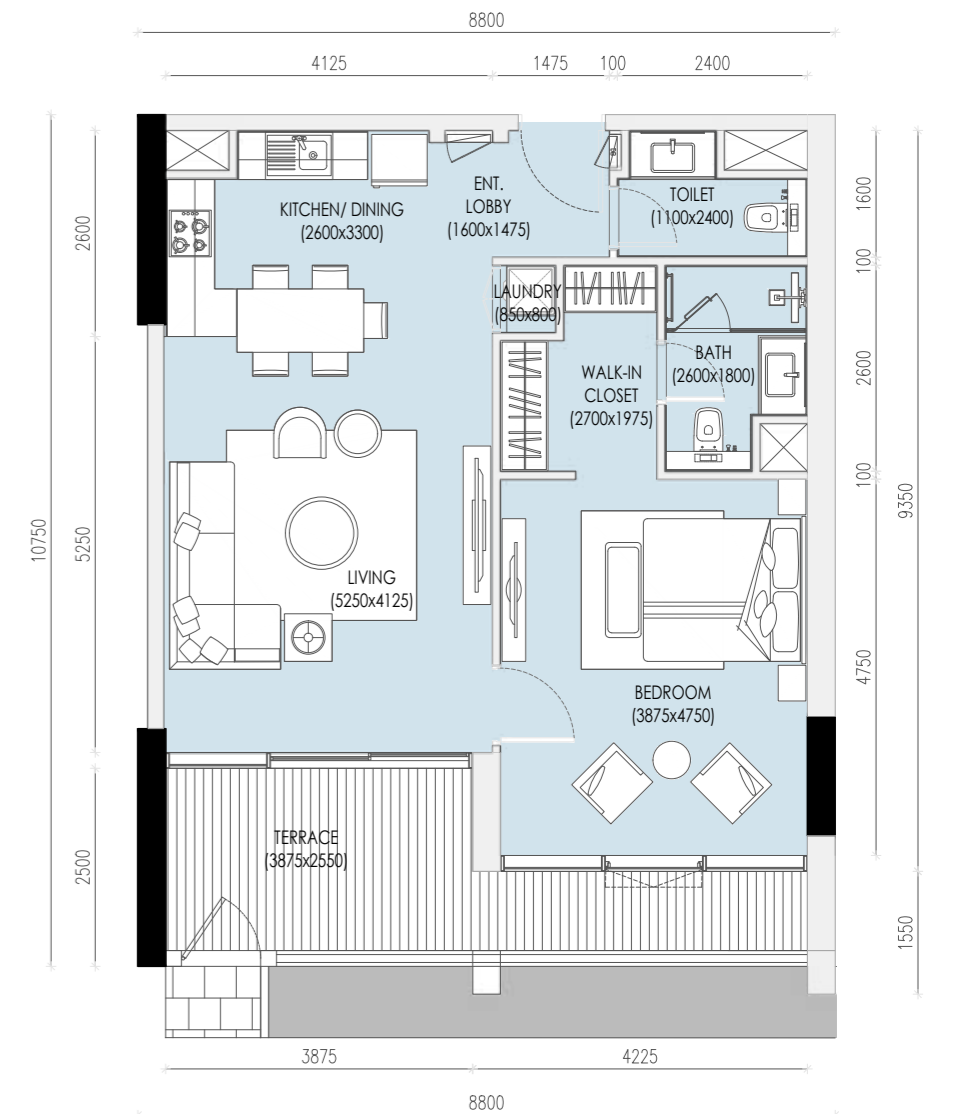 8800
4125
1475
100
2400
KITCHEN/ DINING
(2600x3300)
ENT.
LOBBY
(1600x1475)
TOILET
(1100x2400)
LAUNDRY
(850x800)
WALK-IN
CLOSET
(2700x1975)
BATH
(2600x1800)
LIVING
(5250x4125)
BEDROOM
(3875x4750)
TERRACE
(3875x2550)
10750
2600
5250
2500
1600
100
2600
100
4750
9350
1550
3875
4225
8800